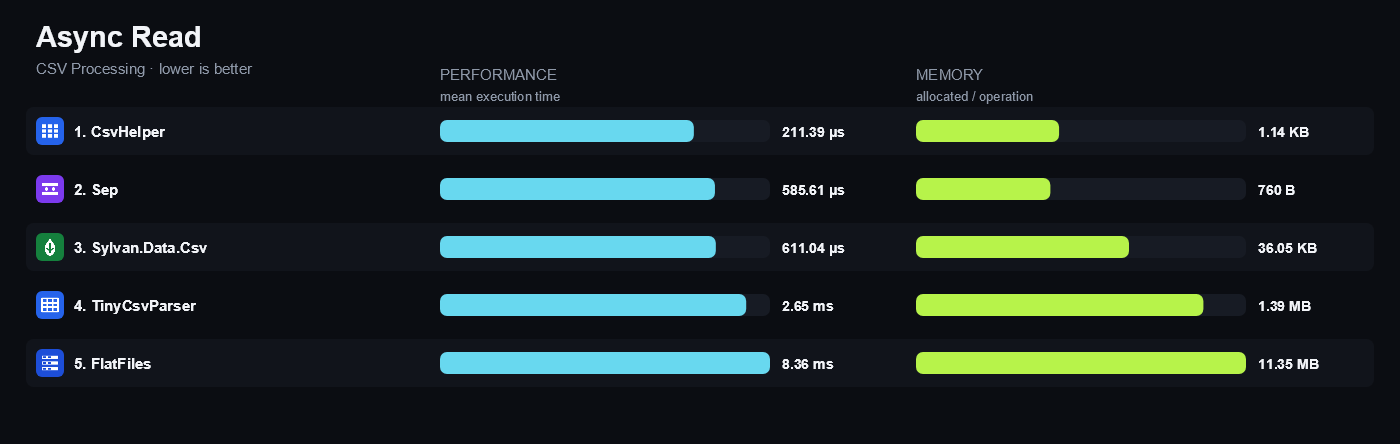 Async Read
CSV Processing · lower is better
PERFORMANCE
mean execution time
MEMORY
allocated / operation
1. CsvHelper 211.39 µs 1.14 KB
2. Sep 585.61 µs 760 B
3. Sylvan.Data.Csv 611.04 µs 36.05 KB
4. TinyCsvParser 2.65 ms 1.39 MB
5. FlatFiles 8.36 ms 11.35 MB